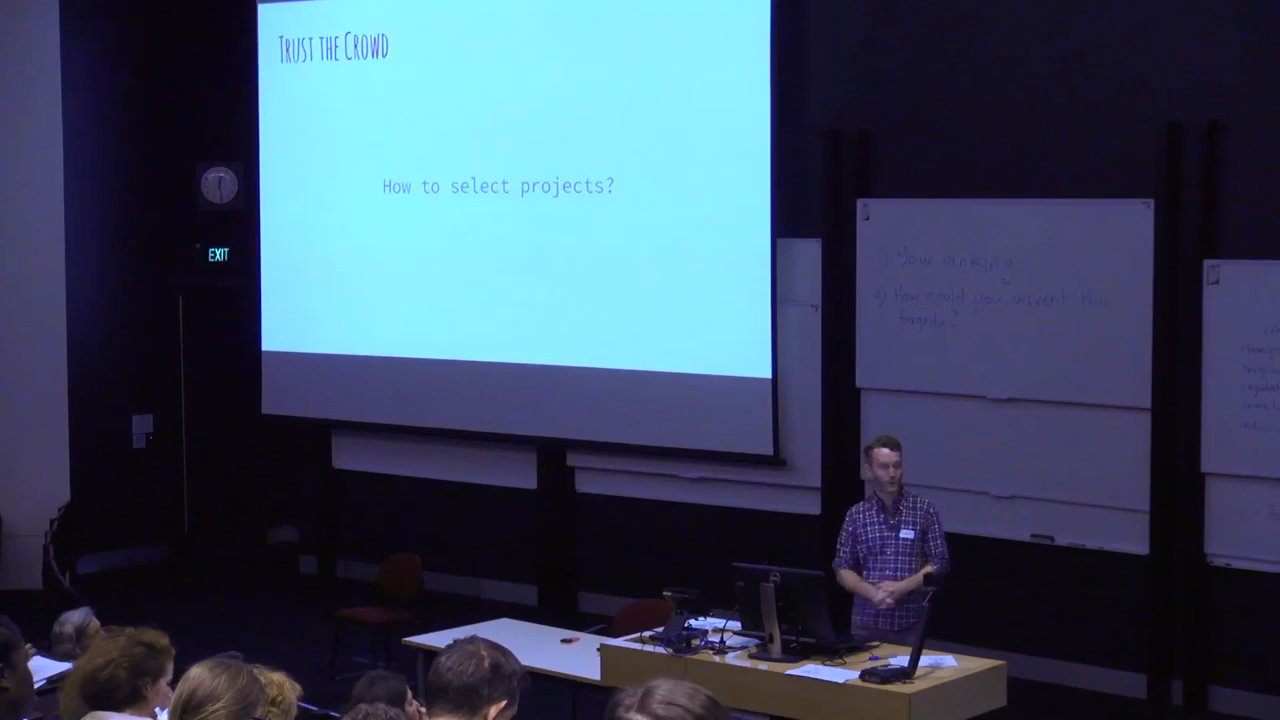 TRUST THE CROWD
How to select projects?
EXIT
1) Your ranking
2) How could you prevent this
tragedy?